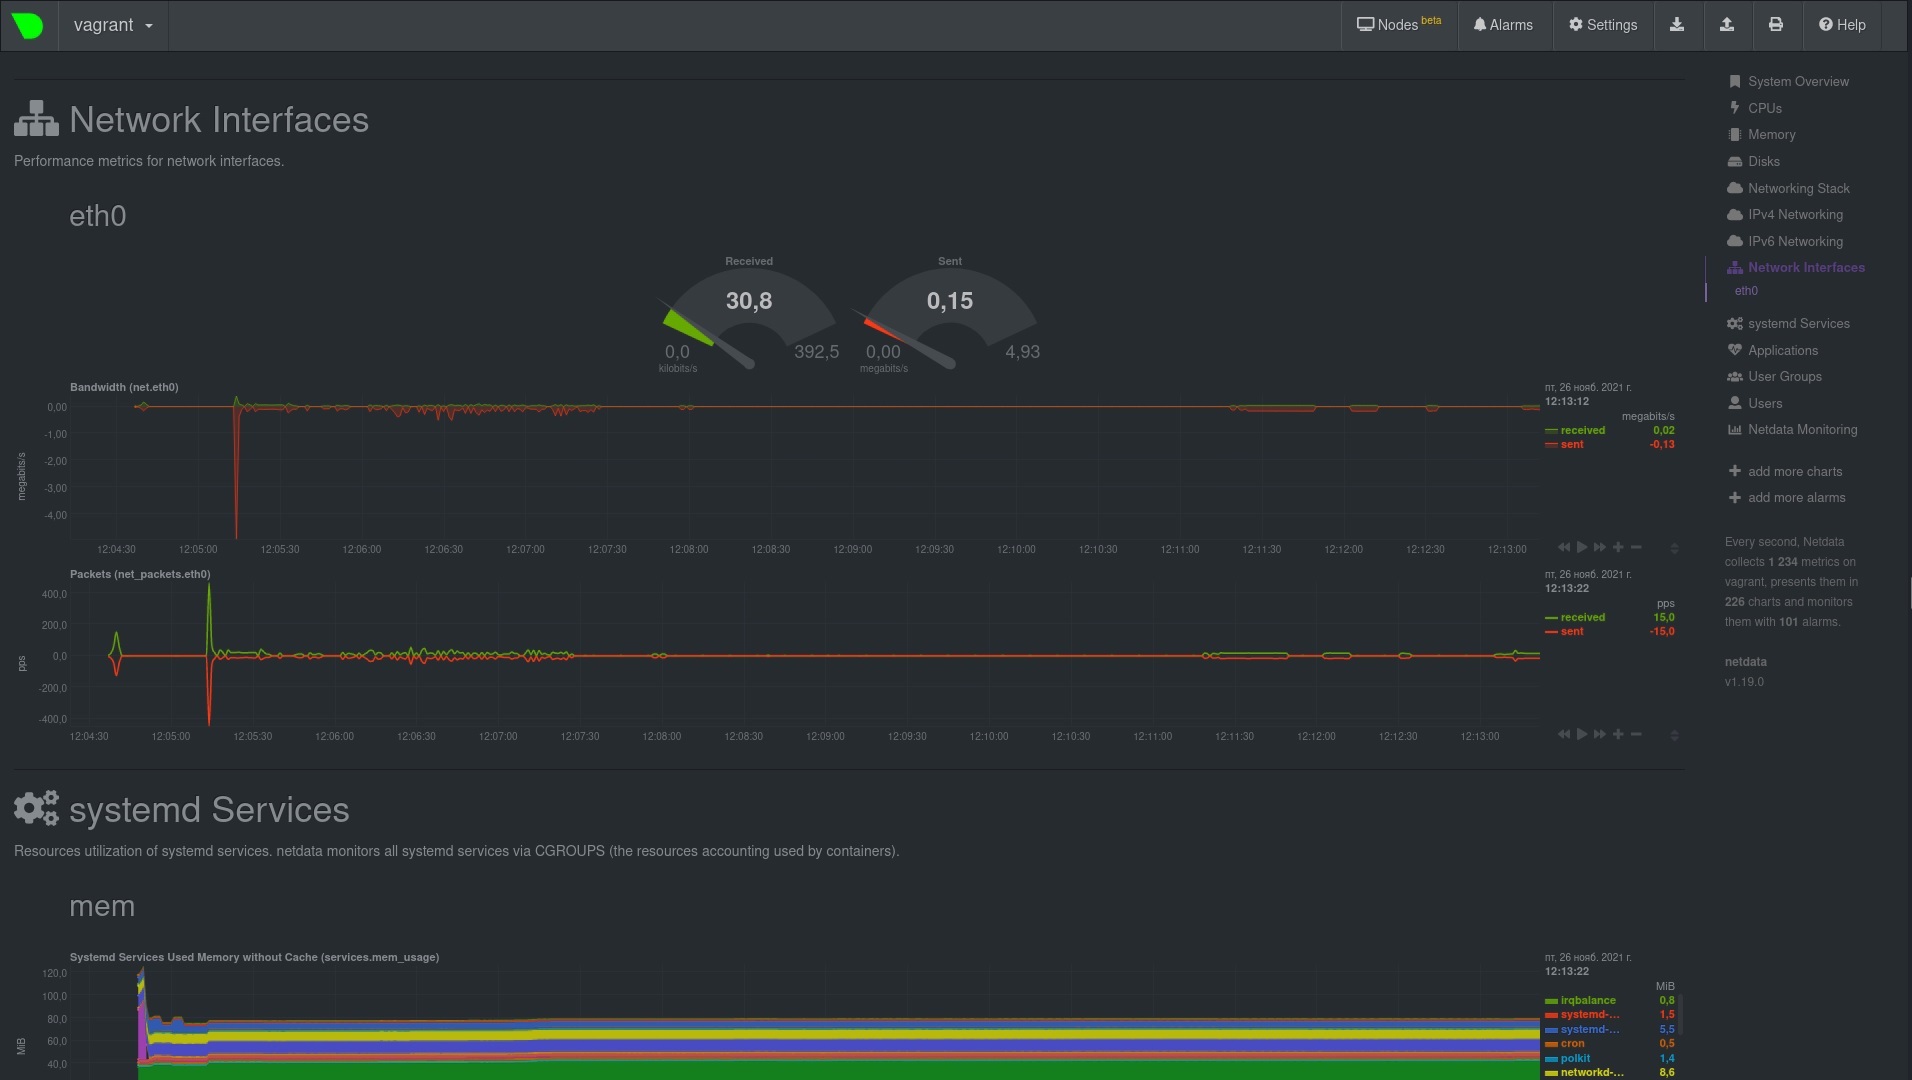 vagrant
Nodes beta
Alarms
Settings
Help
Network Interfaces
Performance metrics for network interfaces.
eth0
Received
30,8
0,0
392,5
kilobits/s
Sent
0,15
0,00
4,93
megabits/s
Bandwidth (net.eth0)
megabits/s
0,00
-1,00
-2,00
-3,00
-4,00
12:04:30 12:05:00 12:05:30 12:06:00 12:06:30 12:07:00 12:07:30 12:08:00 12:08:30 12:09:00 12:09:30 12:10:00 12:10:30 12:11:00 12:11:30 12:12:00 12:12:30 12:13:00
пт, 26 нояб. 2021 г.
12:13:12
megabits/s
received 0,02
sent -0,13
Packets (net_packets.eth0)
pps
400,0
200,0
0,0
-200,0
-400,0
12:04:30 12:05:00 12:05:30 12:06:00 12:06:30 12:07:00 12:07:30 12:08:00 12:08:30 12:09:00 12:09:30 12:10:00 12:10:30 12:11:00 12:11:30 12:12:00 12:12:30 12:13:00
пт, 26 нояб. 2021 г.
12:13:22
pps
received 15,0
sent -15,0
systemd Services
Resources utilization of systemd services. netdata monitors all systemd services via CGROUPS (the resources accounting used by containers).
mem
Systemd Services Used Memory without Cache (services.mem_usage)
MiB
120,0
100,0
80,0
60,0
40,0
пт, 26 нояб. 2021 г.
12:13:22
MiB
irqbalance 0,8
systemd-... 1,5
systemd-... 5,5
cron 0,5
polkit 1,4
networkd-... 8,6
System Overview
CPUs
Memory
Disks
Networking Stack
IPv4 Networking
IPv6 Networking
Network Interfaces
eth0
systemd Services
Applications
User Groups
Users
Netdata Monitoring
add more charts
add more alarms
Every second, Netdata
collects 1 234 metrics on
vagrant, presents them in
226 charts and monitors
them with 101 alarms.
netdata
v1.19.0